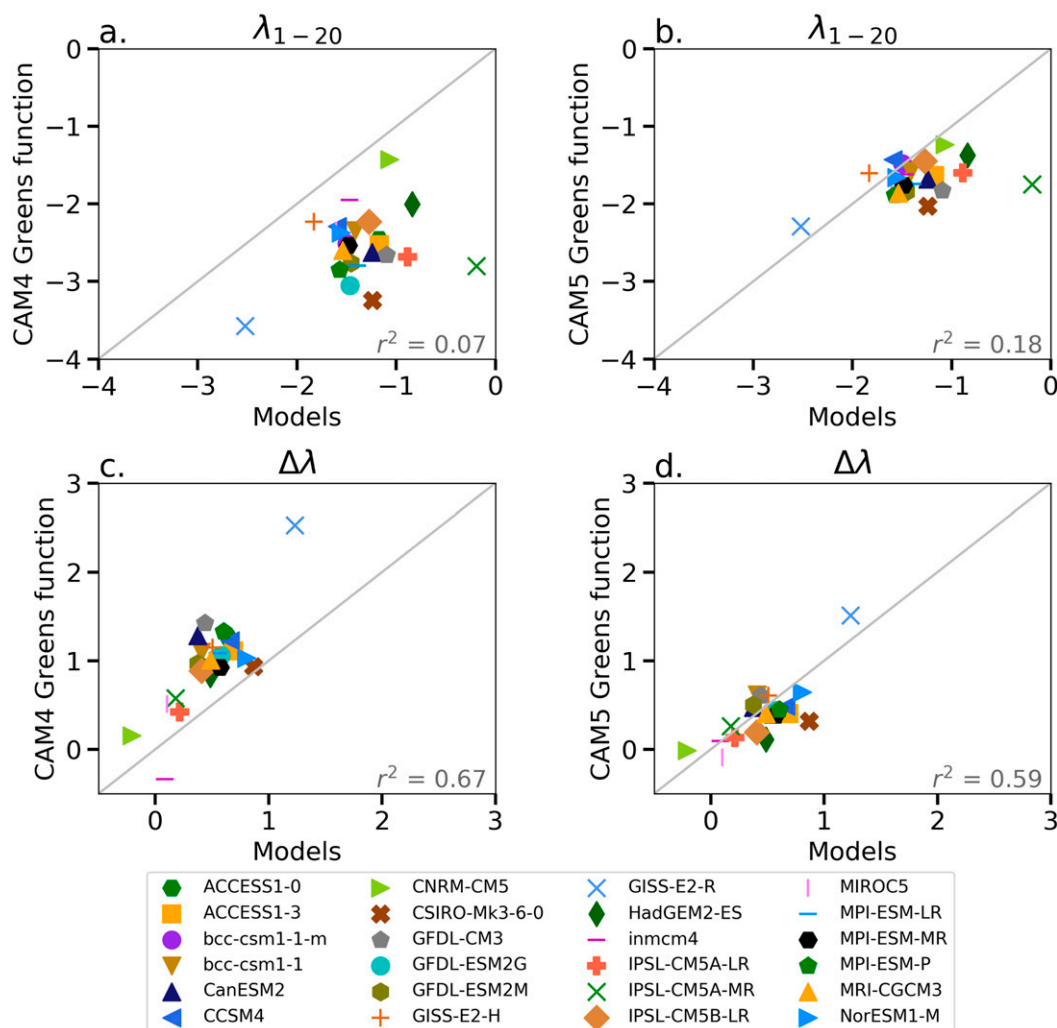 a. λ1−20
b. λ1−20
CAM4 Greens function
0
−1
−2
−3
−4
r² = 0.07
−4 −3 −2 −1 0
Models
CAM5 Greens function
0
−1
−2
−3
−4
r² = 0.18
−4 −3 −2 −1 0
Models
c. Δλ
d. Δλ
CAM4 Greens function
3
2
1
0
r² = 0.67
0 1 2 3
Models
CAM5 Greens function
3
2
1
0
r² = 0.59
0 1 2 3
Models
ACCESS1-0
ACCESS1-3
bcc-csm1-1-m
bcc-csm1-1
CanESM2
CCSM4
CNRM-CM5
CSIRO-Mk3-6-0
GFDL-CM3
GFDL-ESM2G
GFDL-ESM2M
GISS-E2-H
GISS-E2-R
HadGEM2-ES
inmcm4
IPSL-CM5A-LR
IPSL-CM5A-MR
IPSL-CM5B-LR
MIROC5
MPI-ESM-LR
MPI-ESM-MR
MPI-ESM-P
MRI-CGCM3
NorESM1-M